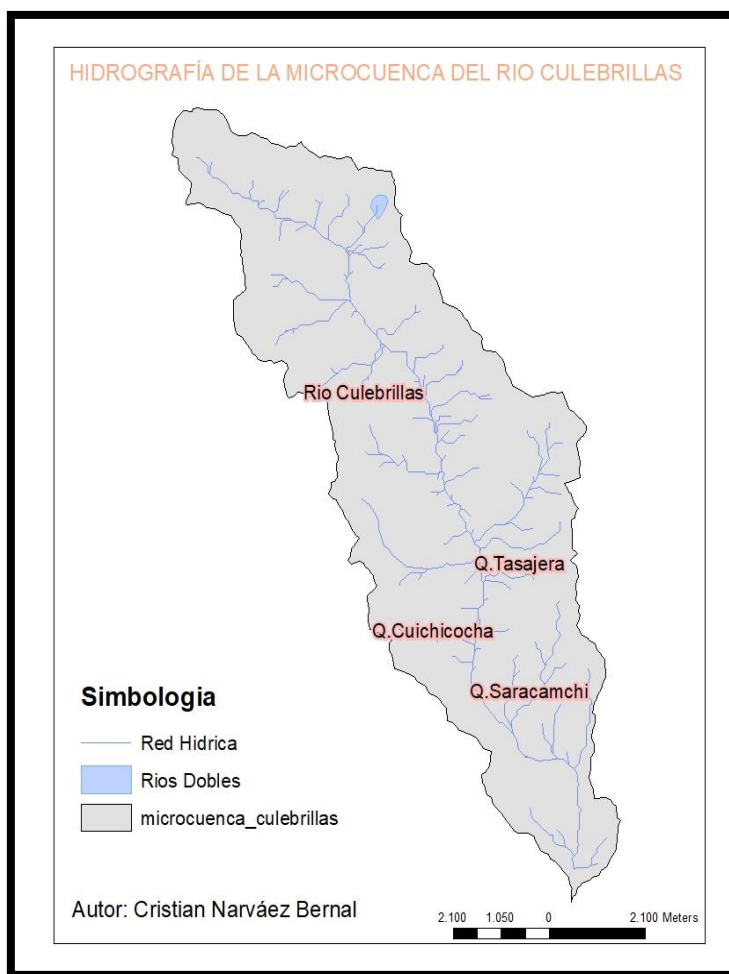 HIDROGRAFÍA DE LA MICROCUENCA DEL RIO CULEBRILLAS
Rio Culebrillas
Q.Tasajera
Q.Cuichicocha
Q.Saracamchi
Simbologia
Red Hidrica
Rios Dobles
microcuenca_culebrillas
Autor: Cristian Narváez Bernal
2.100 1.050 0 2.100 Meters